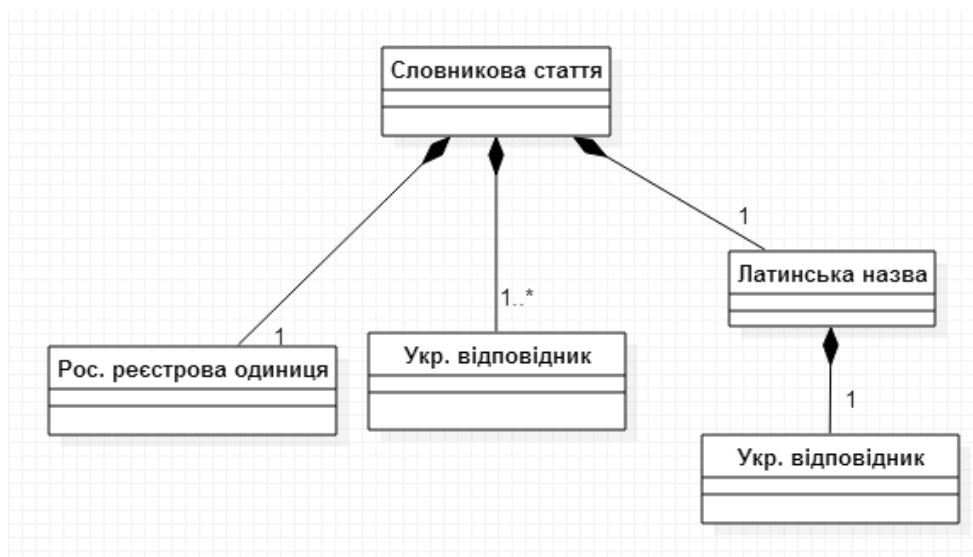 Словникова стаття
1
Латинська назва
1..*
1
Рос. реєстрова одиниця
Укр. відповідник
1
Укр. відповідник